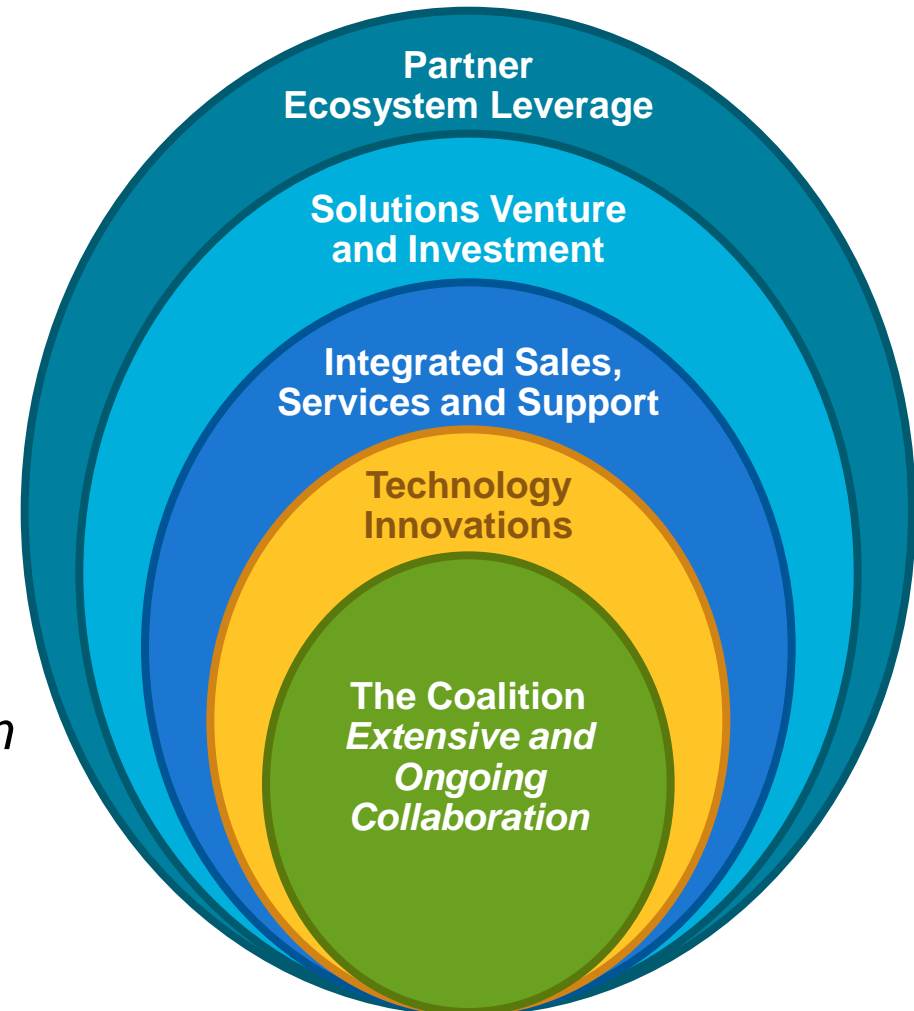 Partner
Ecosystem Leverage
Solutions Venture
and Investment
Integrated Sales,
Services and Support
Technology
Innovations
The Coalition
Extensive and
Ongoing
Collaboration
n